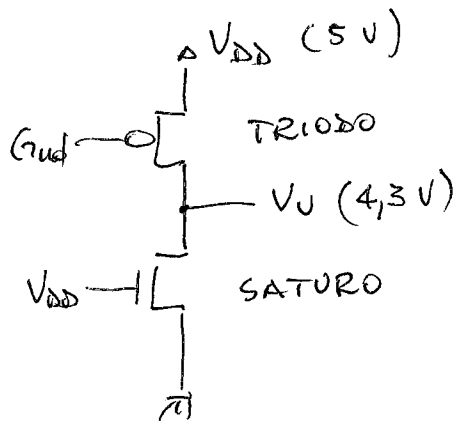 VDD (5 V)
Gnd
TRIODO
VU (4,3 V)
VDD
SATURO